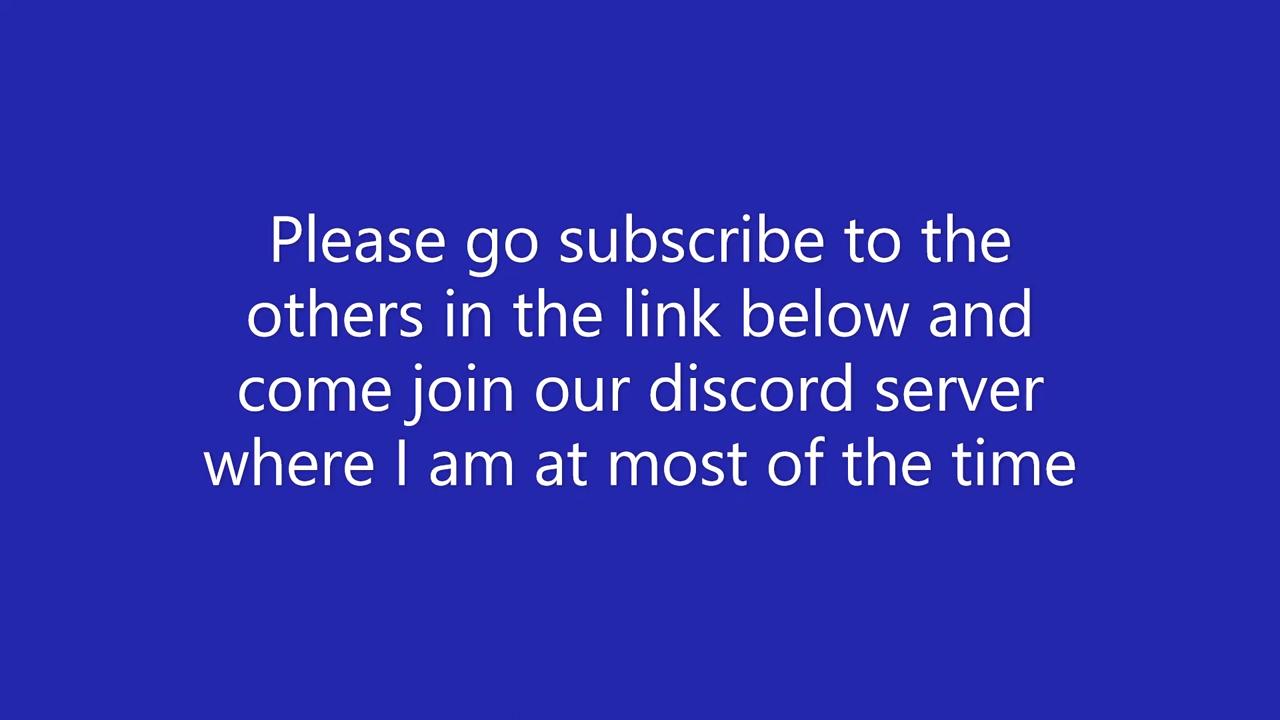 Please go subscribe to the
others in the link below and
come join our discord server
where I am at most of the time